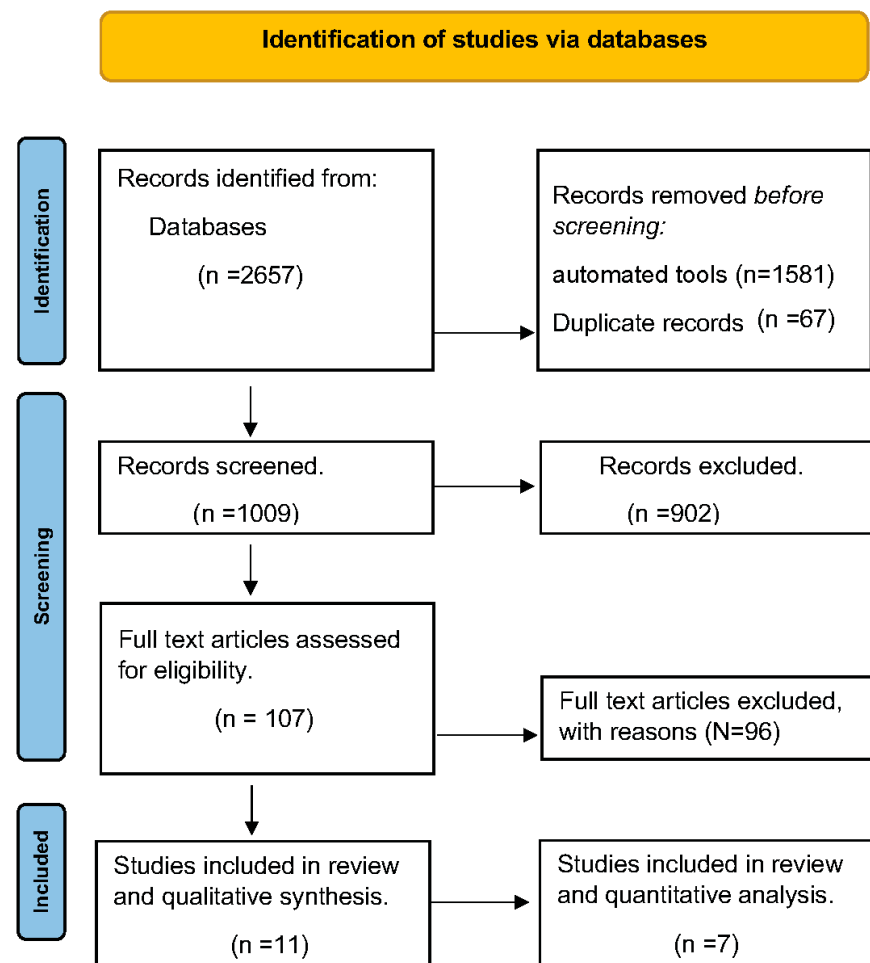 Identification of studies via databases
Identification
Records identified from:
Databases
(n =2657)
Records removed before
screening:
automated tools (n=1581)
Duplicate records (n =67)
Screening
Records screened.
(n =1009)
Records excluded.
(n =902)
Full text articles assessed
for eligibility.
(n = 107)
Full text articles excluded,
with reasons (N=96)
Included
Studies included in review
and qualitative synthesis.
(n =11)
Studies included in review
and quantitative analysis.
(n =7)